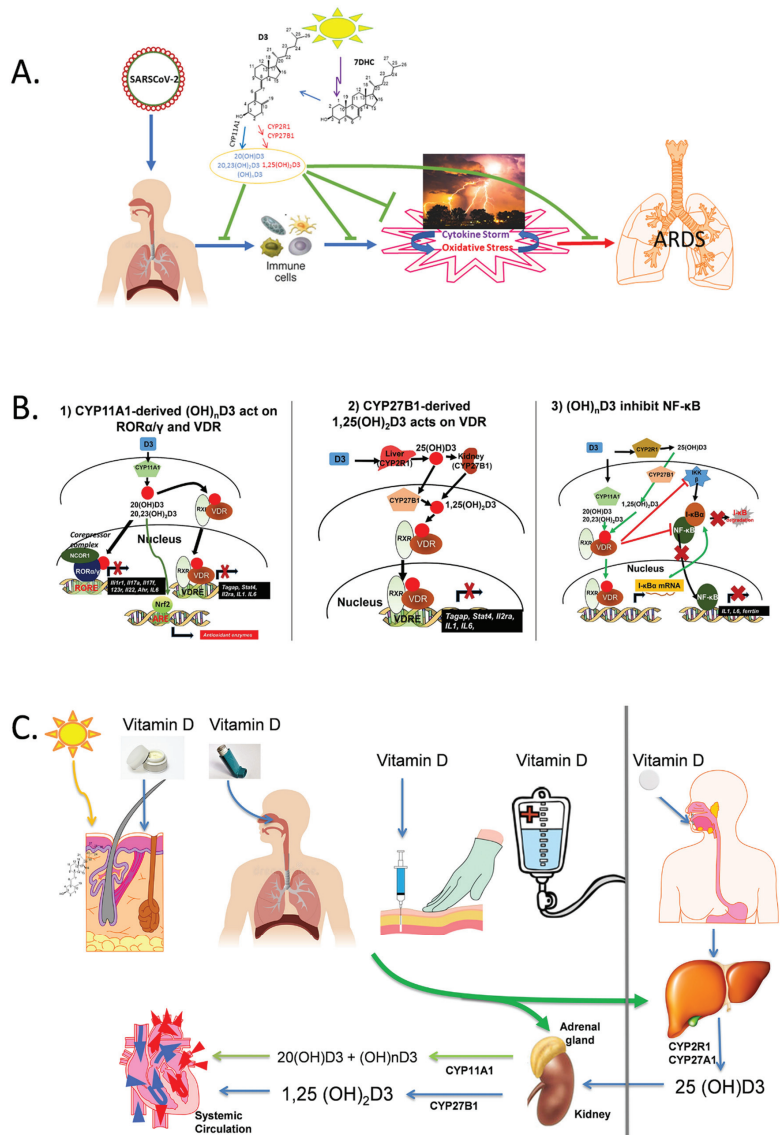 A.
SARSCoV-2
D3
7DHC
HO
HO
CYP11A1
CYP2R1
CYP27B1
20(OH)D3
20,23(OH)2D3 1,25(OH)2D3
(OH)nD3
Immune
cells
Cytokine Storm
Oxidative Stress
ARDS
B.
1) CYP11A1-derived (OH)nD3 act on
RORα/γ and VDR
D3
CYP11A1
20(OH)D3
20,23(OH)2D3
RXR
VDR
Corepressor
complex
Nucleus
NCOR1
RORα/γ
RORE
Il1r1, Il17a, Il17f,
123r, Il22, Ahr, IL6
RXR
VDR
VDRE
Tagap, Stat4,
Il2ra, IL1. IL6
Nrf2
ARE
Antioxidant enzymes
2) CYP27B1-derived
1,25(OH)2D3 acts on VDR
D3
Liver
(CYP2R1)
25(OH)D3
Kidney
(CYP27B1)
CYP27B1
1,25(OH)2D3
RXR
VDR
Nucleus
RXR
VDR
VDRE
Tagap, Stat4, Il2ra,
IL1, IL6,
3) (OH)nD3 inhibit NF-κB
D3
CYP2R1
25(OH)D3
CYP27B1
IKK
β
CYP11A1
1,25(OH)2D3
20(OH)D3
20,23(OH)2D3
I-κBα
I-κB
degradation
RXR
VDR
NF-κB
Nucleus
RXR
VDR
I-κBα mRNA
NF-κB
IL1, L6, ferrtin
C.
Vitamin D
Vitamin D
Vitamin D
Vitamin D
Vitamin D
CYP2R1
CYP27A1
Adrenal
gland
20(OH)D3 + (OH)nD3
CYP11A1
1,25 (OH)2D3
CYP27B1
Kidney
25 (OH)D3
Systemic
Circulation